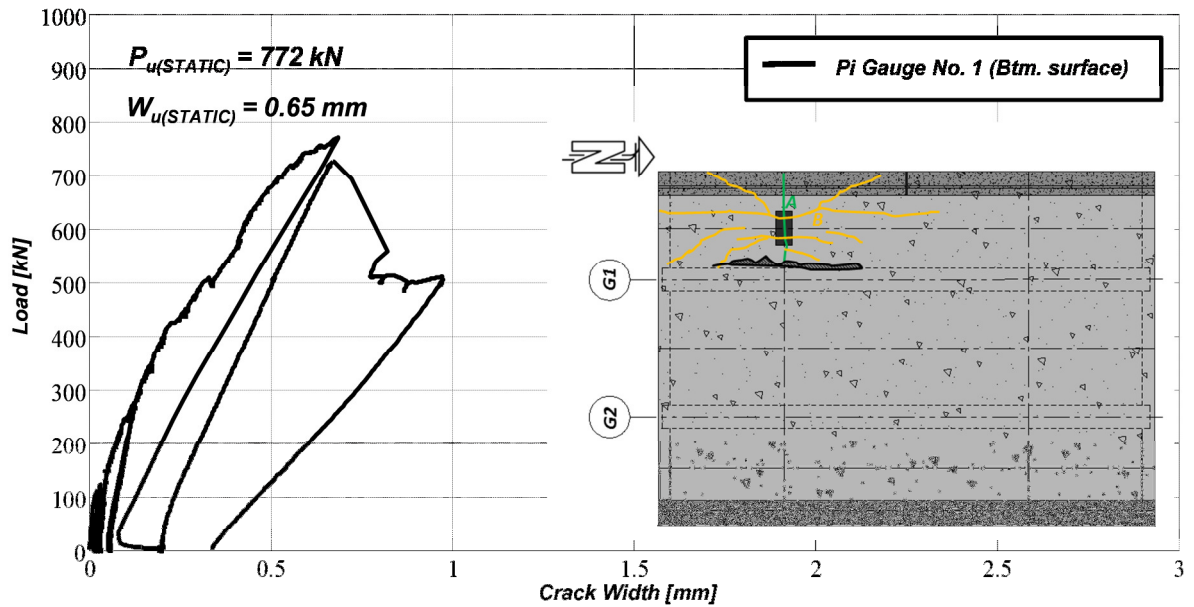 1000
900
800
700
600
500
400
300
200
100
0
Load [kN]
P_u(STATIC) = 772 kN
W_u(STATIC) = 0.65 mm
Pi Gauge No. 1 (Btm. surface)
N
A
B
G1
G2
0
0.5
1
1.5
2
2.5
3
Crack Width [mm]